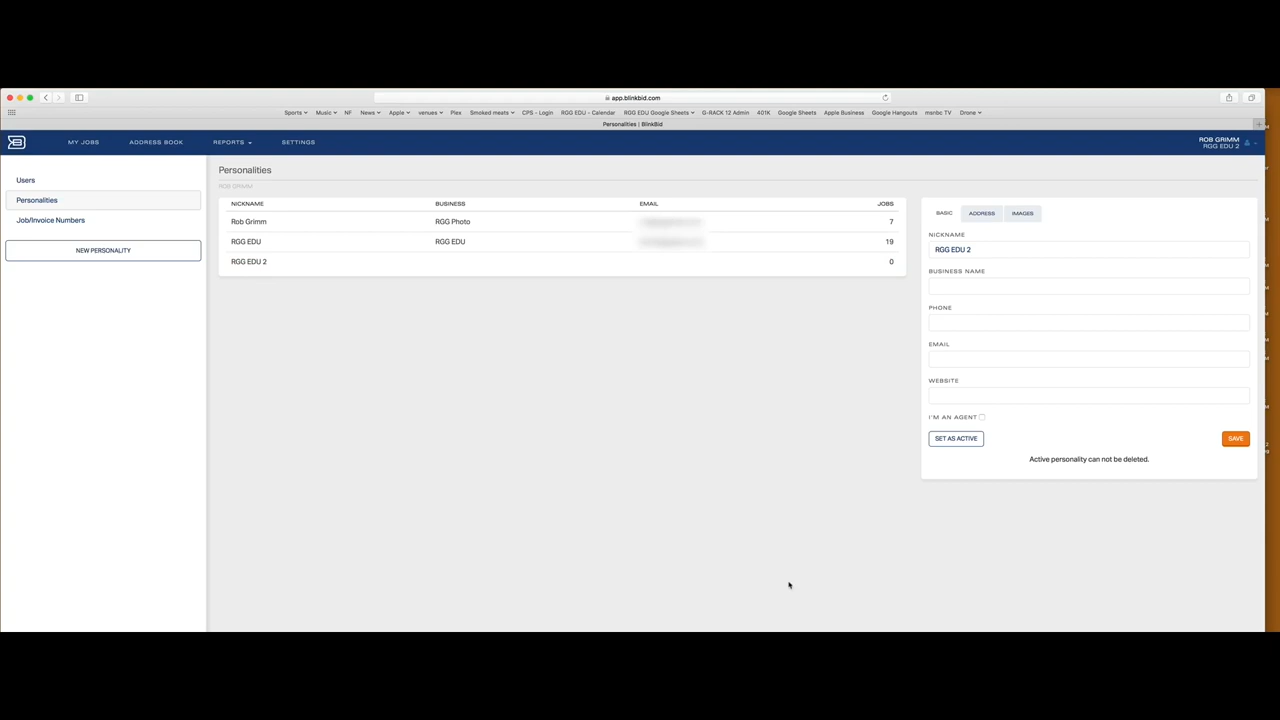 app.blinkbid.com
Sports Music NF News Apple venues Plex Smoked meats CPS - Login RGG EDU - Calendar RGG EDU Google Sheets G-RACK 12 Admin 401K Google Sheets Apple Business Google Hangouts msnbc TV Drone
Personalities | BlinkBid
MY JOBS ADDRESS BOOK REPORTS SETTINGS ROB GRIMM
RGG EDU 2
Users
Personalities
Job/Invoice Numbers
NEW PERSONALITY
Personalities
ROB GRIMM
NICKNAME BUSINESS EMAIL JOBS
Rob Grimm RGG Photo 7
RGG EDU RGG EDU 19
RGG EDU 2 0
BASIC ADDRESS IMAGES
NICKNAME
RGG EDU 2
BUSINESS NAME
PHONE
EMAIL
WEBSITE
I'M AN AGENT
SET AS ACTIVE SAVE
Active personality can not be deleted.